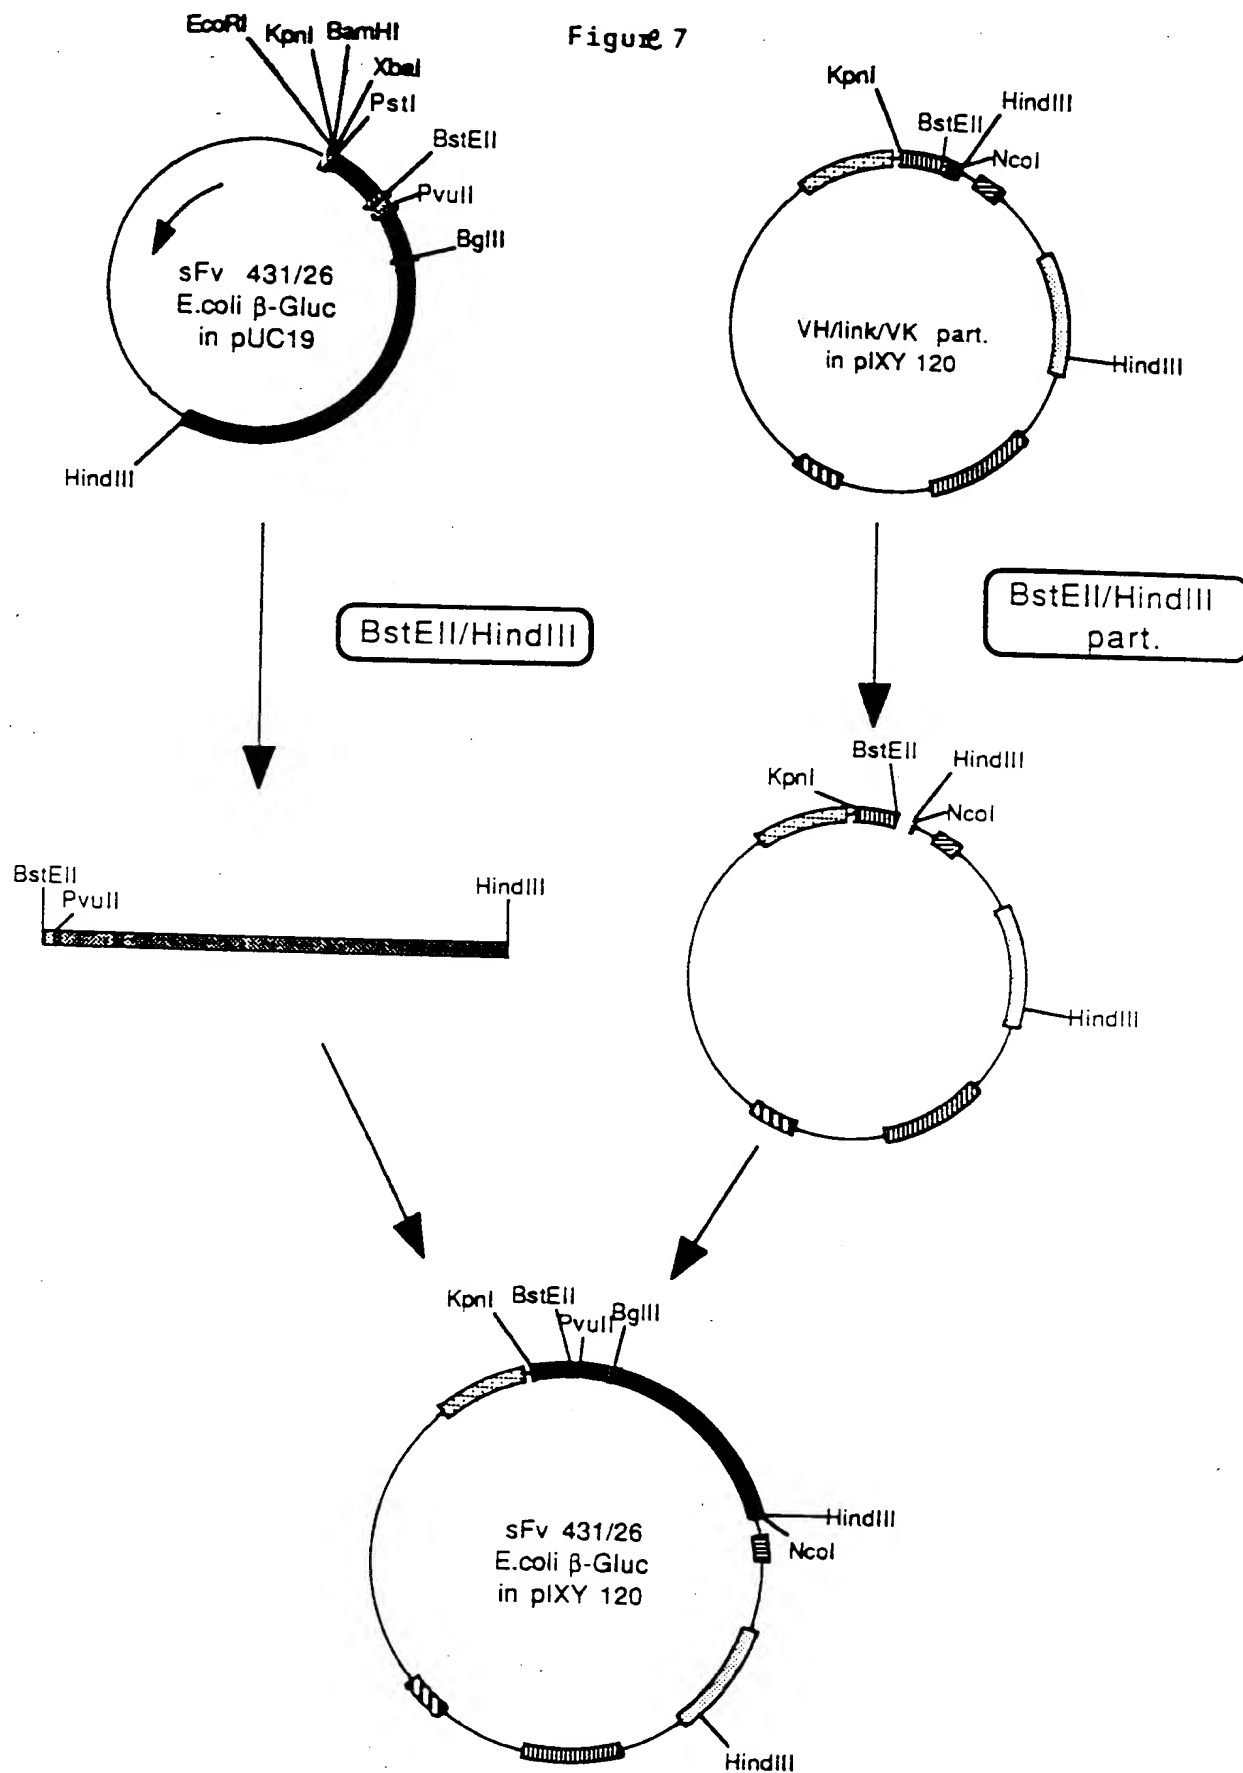 Figure 7
EcoRI
KpnI
BamHI
XbaI
PstI
BstEII
PvuII
BglII
sFv 431/26
E.coli β-Gluc
in pUC19
HindIII
KpnI
HindIII
BstEII
NcoI
VH/link/VK part.
in pIXY 120
HindIII
BstEII/HindIII
BstEII/HindIII
part.
BstEII
PvuII
HindIII
BstEII
HindIII
KpnI
NcoI
HindIII
KpnI
BstEII
PvuII
BglII
sFv 431/26
E.coli β-Gluc
in pIXY 120
HindIII
NcoI
HindIII